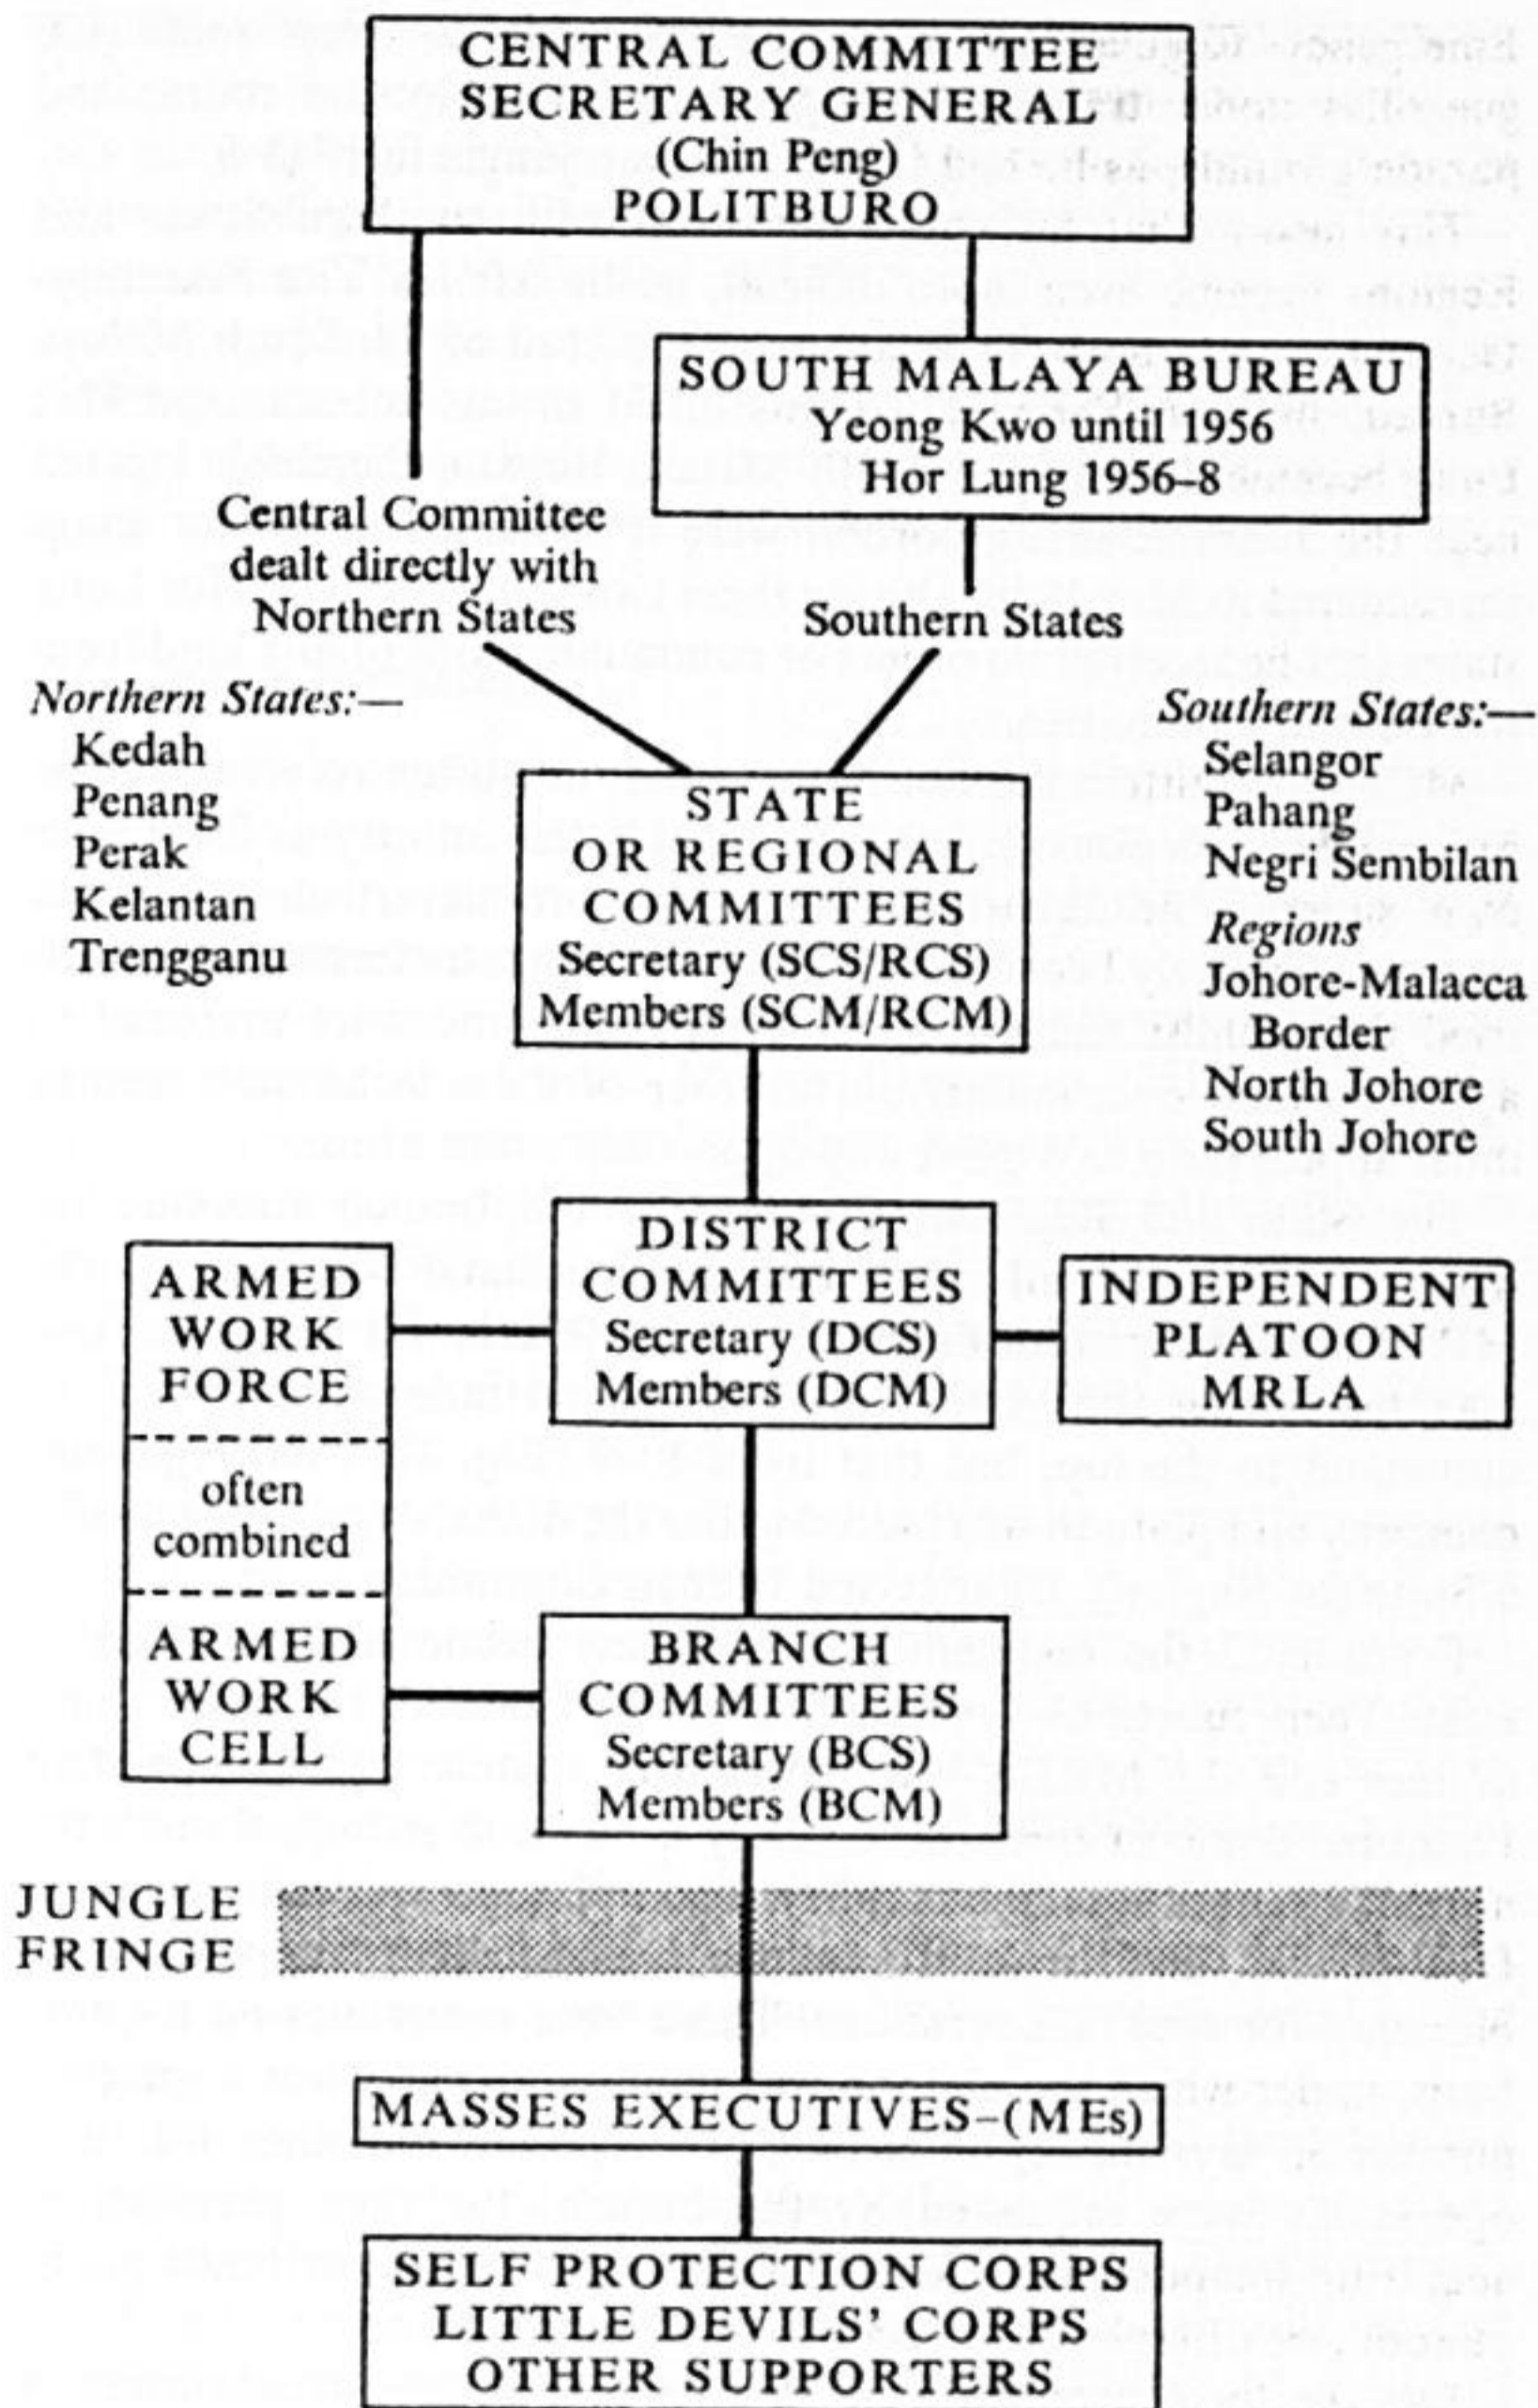 CENTRAL COMMITTEE
SECRETARY GENERAL
(Chin Peng)
POLITBURO
SOUTH MALAYA BUREAU
Yeong Kwo until 1956
Hor Lung 1956–8
Central Committee
dealt directly with
Northern States
Southern States
Northern States:—
Kedah
Penang
Perak
Kelantan
Trengganu
Southern States:—
Selangor
Pahang
Negri Sembilan
Regions
Johore-Malacca
Border
North Johore
South Johore
STATE
OR REGIONAL
COMMITTEES
Secretary (SCS/RCS)
Members (SCM/RCM)
DISTRICT
COMMITTEES
Secretary (DCS)
Members (DCM)
ARMED
WORK
FORCE
often
combined
ARMED
WORK
CELL
INDEPENDENT
PLATOON
MRLA
BRANCH
COMMITTEES
Secretary (BCS)
Members (BCM)
JUNGLE
FRINGE
MASSES EXECUTIVES–(MEs)
SELF PROTECTION CORPS
LITTLE DEVILS' CORPS
OTHER SUPPORTERS